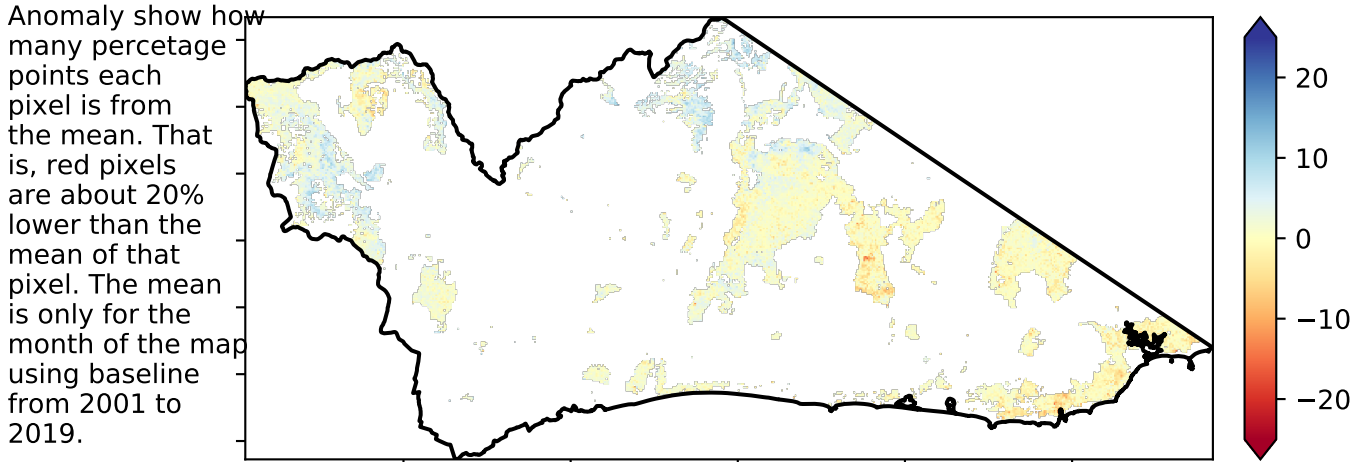 Anomaly show how
many percetage
points each
pixel is from
the mean. That
is, red pixels
are about 20%
lower than the
mean of that
pixel. The mean
is only for the
month of the map
using baseline
from 2001 to
2019.
20
10
0
−10
−20